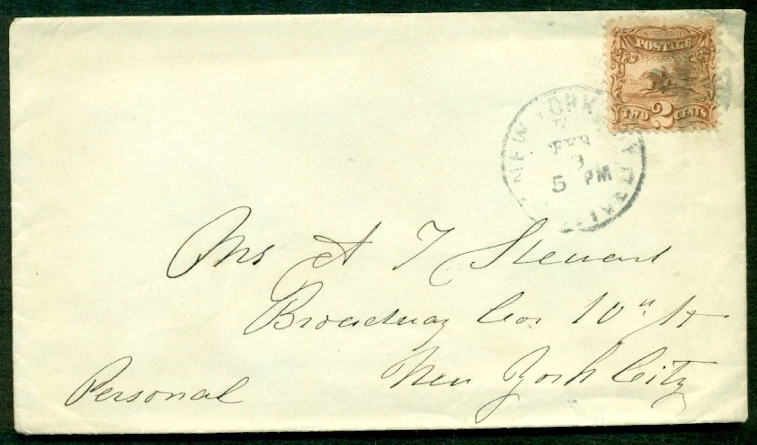 UNITED STATES
POSTAGE
TWO 2 CENTS
NEW YORK CITY
FEB
9
5 PM
Mrs A T Stewart
Broadway Cor 10th St
New York City
Personal